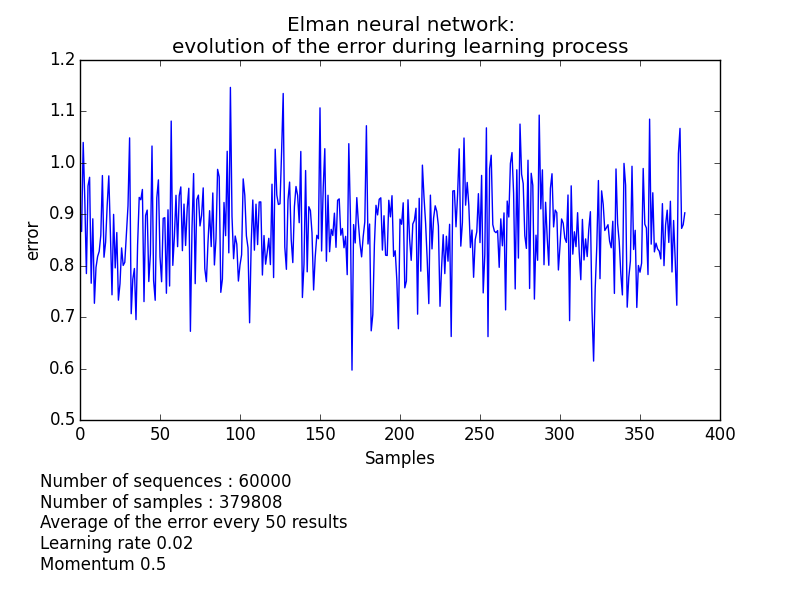 Elman neural network:
evolution of the error during learning process
1.2
1.1
1.0
0.9
0.8
0.7
0.6
0.5
error
0 50 100 150 200 250 300 350 400
Samples
Number of sequences : 60000
Number of samples : 379808
Average of the error every 50 results
Learning rate 0.02
Momentum 0.5